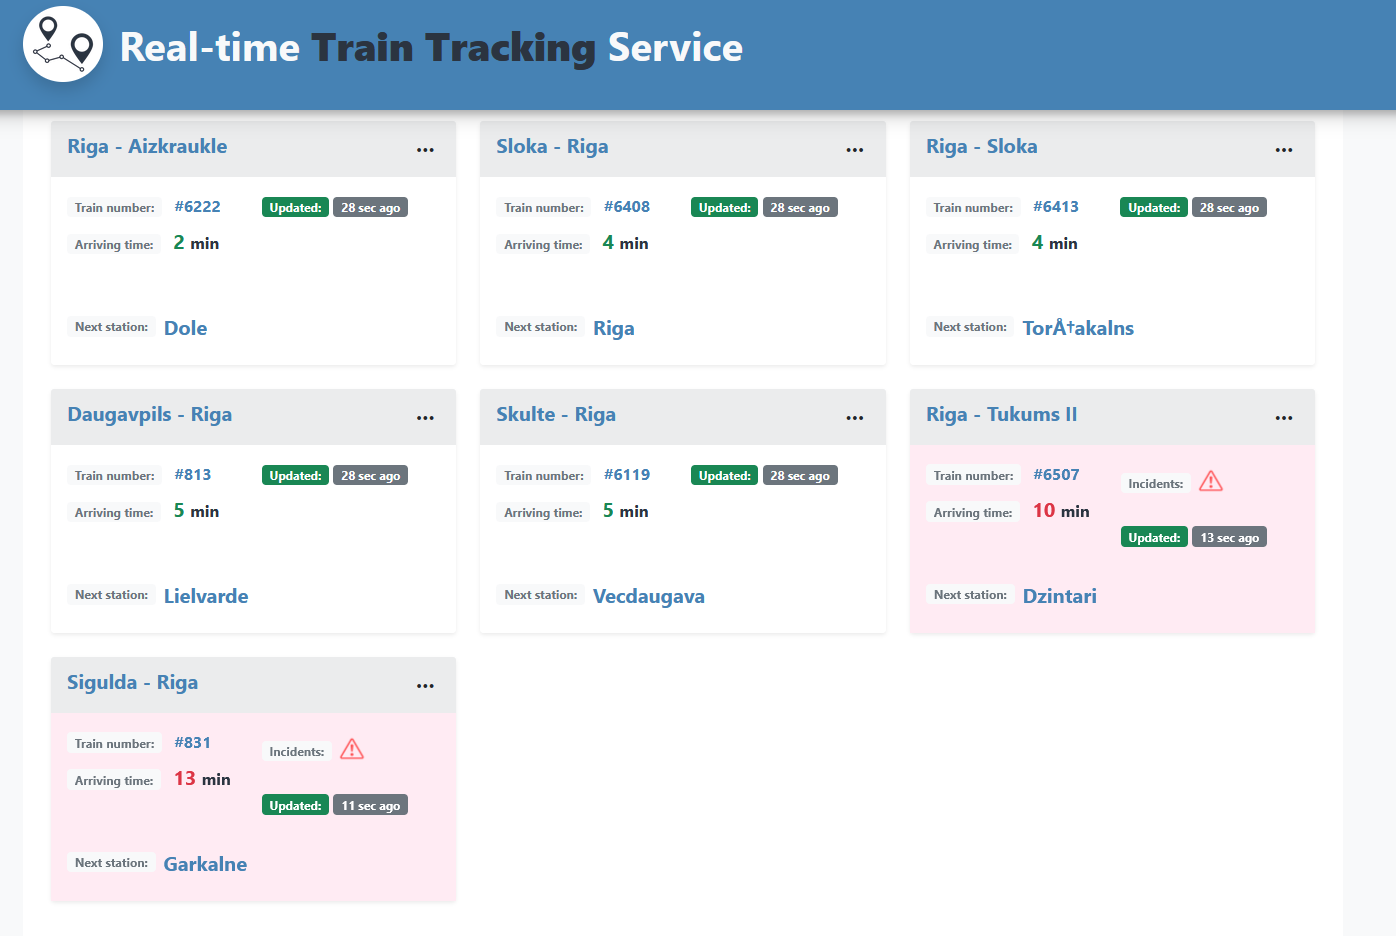 Real-time Train Tracking Service
Riga - Aizkraukle ...
Train number: #6222 Updated: 28 sec ago
Arriving time: 2 min
Next station: Dole
Sloka - Riga ...
Train number: #6408 Updated: 28 sec ago
Arriving time: 4 min
Next station: Riga
Riga - Sloka ...
Train number: #6413 Updated: 28 sec ago
Arriving time: 4 min
Next station: TorÅ†akalns
Daugavpils - Riga ...
Train number: #813 Updated: 28 sec ago
Arriving time: 5 min
Next station: Lielvarde
Skulte - Riga ...
Train number: #6119 Updated: 28 sec ago
Arriving time: 5 min
Next station: Vecdaugava
Riga - Tukums II ...
Train number: #6507 Incidents:
Arriving time: 10 min
Updated: 13 sec ago
Next station: Dzintari
Sigulda - Riga ...
Train number: #831 Incidents:
Arriving time: 13 min
Updated: 11 sec ago
Next station: Garkalne